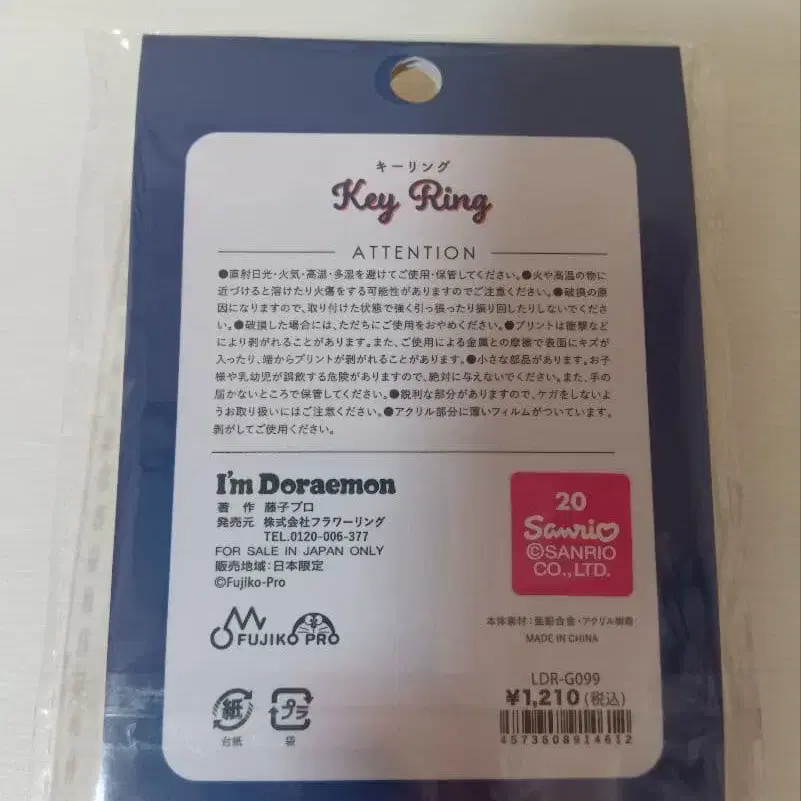 キーリング
Key Ring
ATTENTION
●直射日光・火気・高温・多湿を避けてご使用・保管してください。●火や高温の物に
近づけると溶けたり火傷をする可能性がありますのでご注意ください。●破損の原
因になりますので、取り付けた状態で強く引っ張ったり振り回したりしないでくださ
い。●破損した場合には、ただちにご使用をおやめください。●プリントは衝撃など
により剥がれることがあります。また、ご使用による金属との摩擦で表面にキズが
入ったり、端からプリントが剥がれることがあります。●小さな部品があります。お子
様や乳幼児が誤飲する危険がありますので、絶対に与えないでください。また、手の
届かないところで保管してください。●鋭利な部分がありますので、ケガをしないよ
うお取り扱いにはご注意ください。●アクリル部分に薄いフィルムがついています。
剥がしてご使用ください。
I'm Doraemon
著 作 藤子プロ
発売元 株式会社フラワーリング
TEL.0120-006-377
FOR SALE IN JAPAN ONLY
販売地域:日本限定
©Fujiko-Pro
FUJIKO PRO
20
Sanrio
©SANRIO
CO.,LTD.
本体素材:亜鉛合金・アクリル樹脂
MADE IN CHINA
LDR-G099
¥1,210(税込)
4573508914612
紙
台紙
プラ
袋